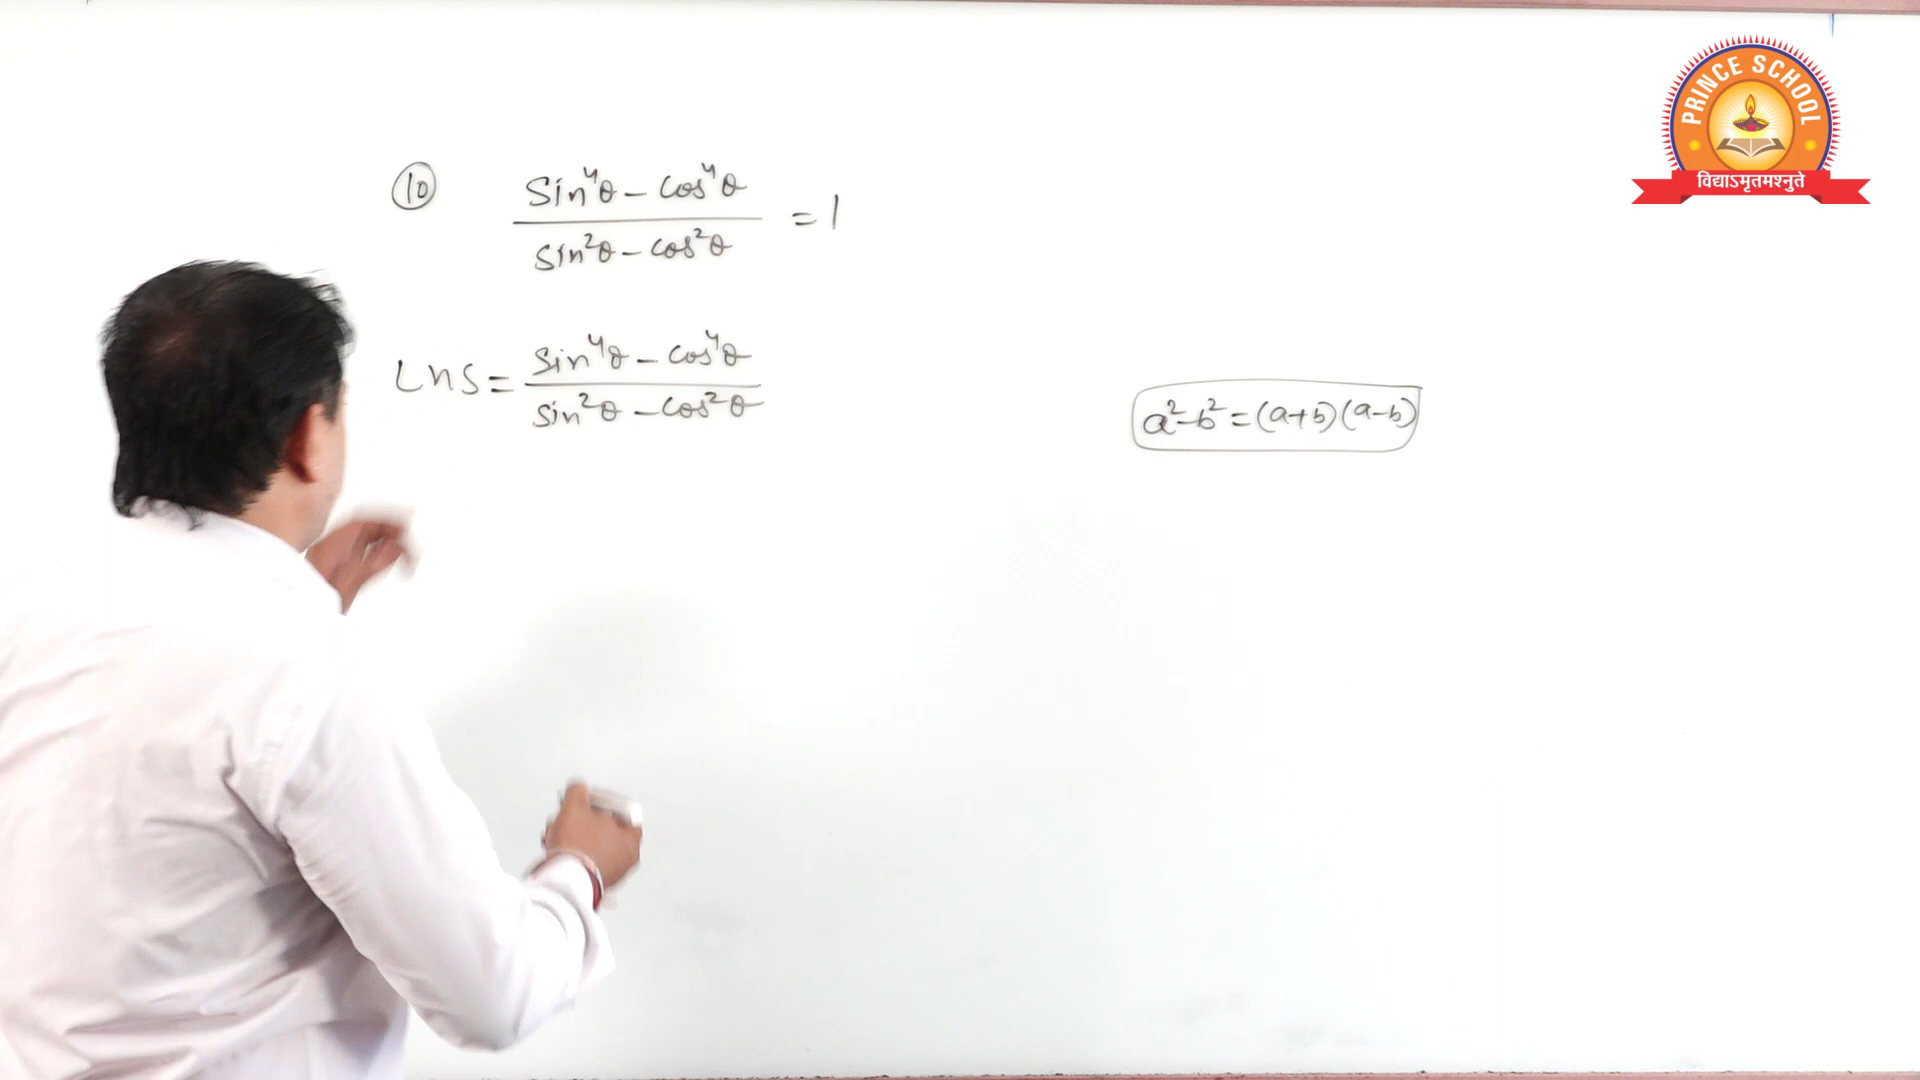 PRINCE SCHOOL
विद्याऽमृतमश्नुते
10
Sin⁴θ - Cos⁴θ
Sin²θ - Cos²θ
= 1
LHS = Sin⁴θ - Cos⁴θ
Sin²θ - Cos²θ
a² - b² = (a+b)(a-b)